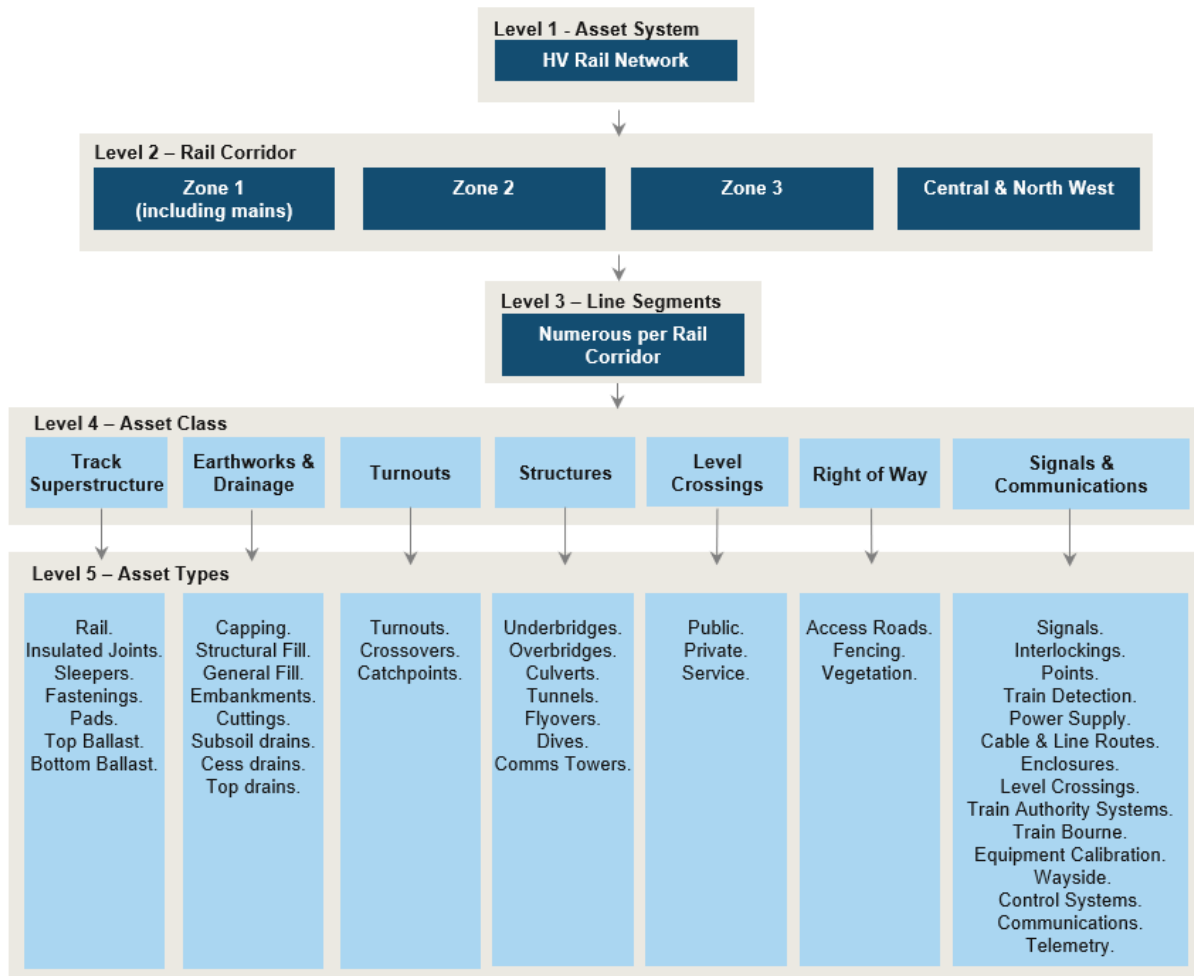 Level 1 - Asset System
HV Rail Network
Level 2 – Rail Corridor
Zone 1
(including mains)
Zone 2
Zone 3
Central & North West
Level 3 – Line Segments
Numerous per Rail
Corridor
Level 4 – Asset Class
Track
Superstructure
Earthworks &
Drainage
Turnouts
Structures
Level
Crossings
Right of Way
Signals &
Communications
Level 5 – Asset Types
Rail.
Insulated Joints.
Sleepers.
Fastenings.
Pads.
Top Ballast.
Bottom Ballast.
Capping.
Structural Fill.
General Fill.
Embankments.
Cuttings.
Subsoil drains.
Cess drains.
Top drains.
Turnouts.
Crossovers.
Catchpoints.
Underbridges.
Overbridges.
Culverts.
Tunnels.
Flyovers.
Dives.
Comms Towers.
Public.
Private.
Service.
Access Roads.
Fencing.
Vegetation.
Signals.
Interlockings.
Points.
Train Detection.
Power Supply.
Cable & Line Routes.
Enclosures.
Level Crossings.
Train Authority Systems.
Train Bourne.
Equipment Calibration.
Wayside.
Control Systems.
Communications.
Telemetry.